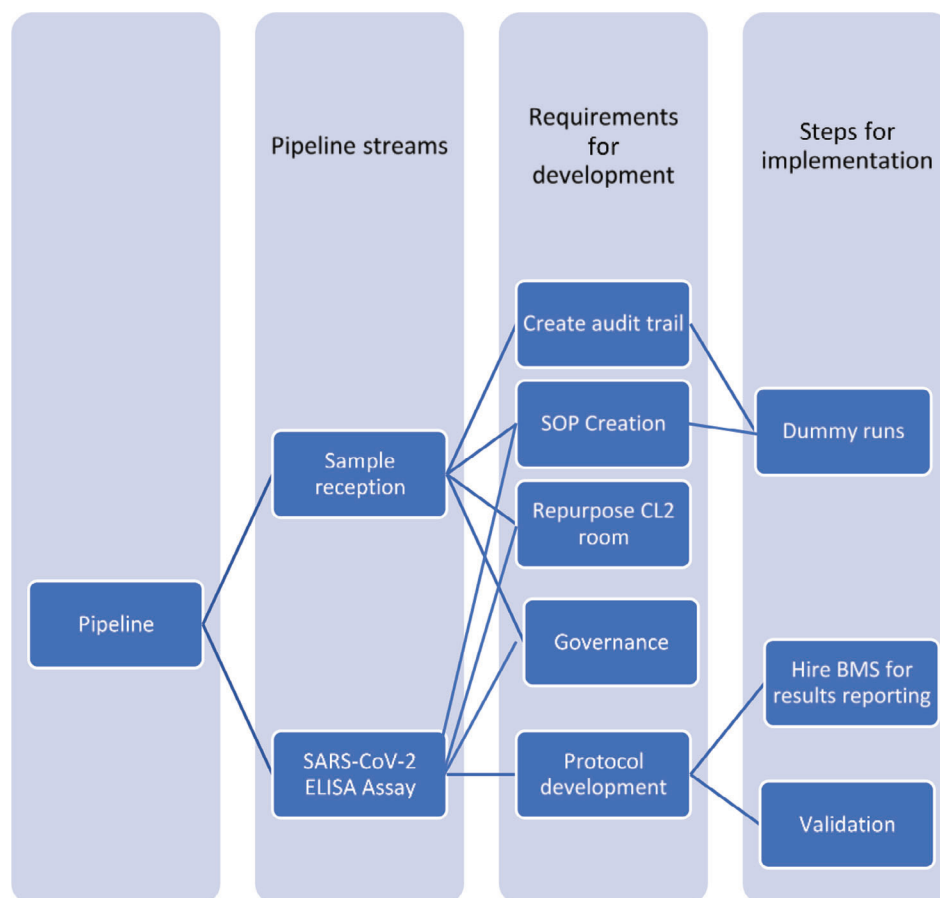 Pipeline streams
Requirements
for
development
Steps for
implementation
Create audit trail
SOP Creation
Dummy runs
Sample
reception
Repurpose CL2
room
Pipeline
Governance
Hire BMS for
results reporting
SARS-CoV-2
ELISA Assay
Protocol
development
Validation